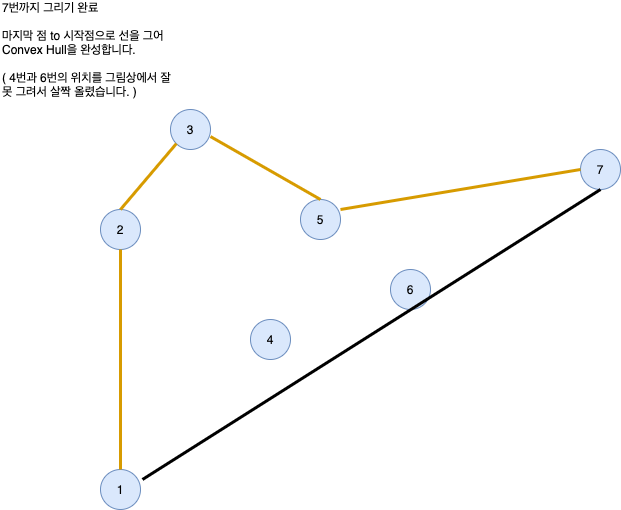 7번까지 그리기 완료
마지막 점 to 시작점으로 선을 그어
Convex Hull을 완성합니다.
( 4번과 6번의 위치를 그림상에서 잘
못 그려서 살짝 올렸습니다. )
3
7
2
5
6
4
1